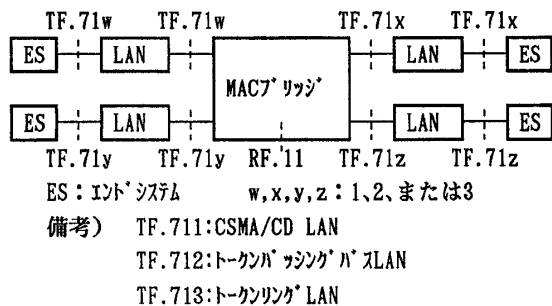 TF.71w TF.71w TF.71x TF.71x
ES LAN MACブリッジ LAN ES
ES LAN LAN ES
TF.71y TF.71y RF.11 TF.71z TF.71z
ES：エンドシステム w,x,y,z：1、2、または3
備考） TF.711:CSMA/CD LAN
TF.712:トークンパッシングバスLAN
TF.713:トークンリングLAN